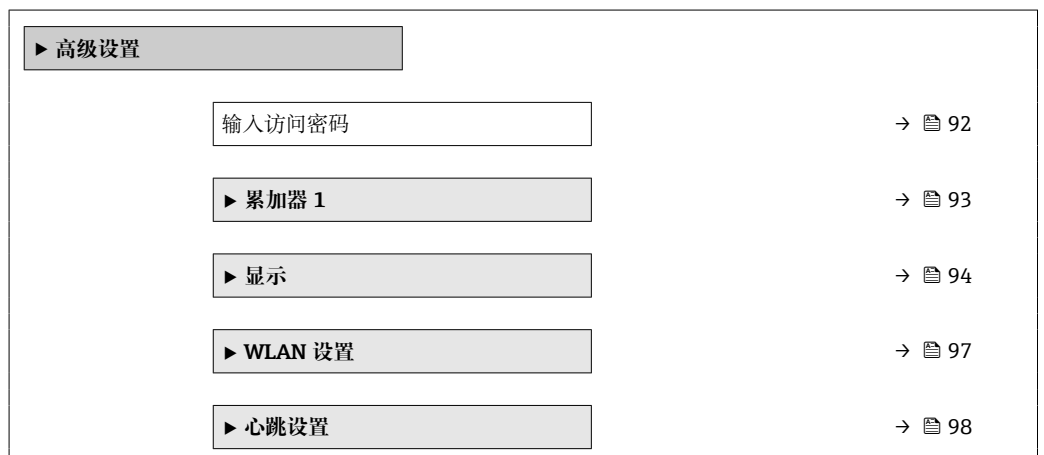 ▶ 高级设置
输入访问密码 → 92
▶ 累加器 1 → 93
▶ 显示 → 94
▶ WLAN 设置 → 97
▶ 心跳设置 → 98